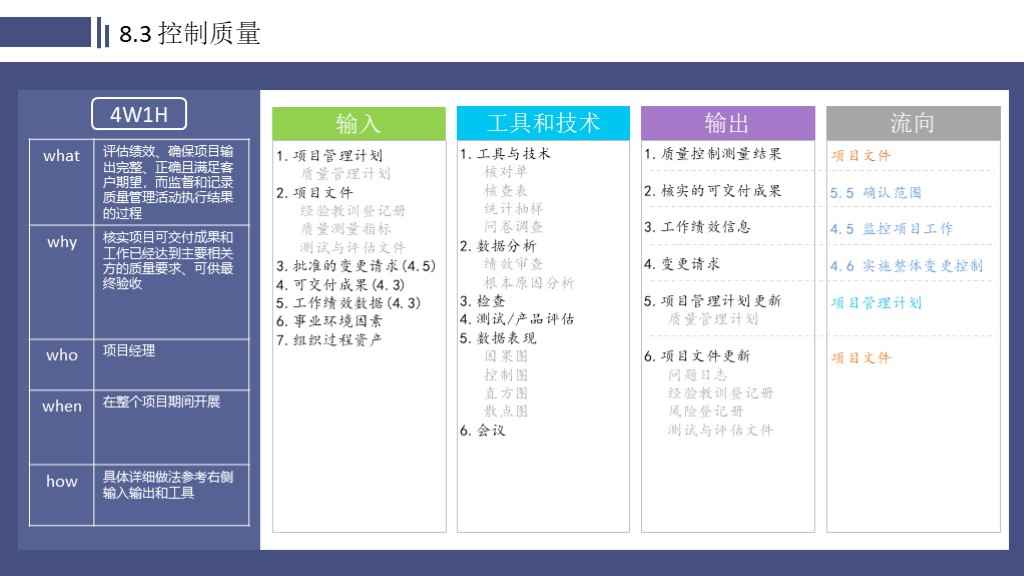 8.3 控制质量
4W1H
what
评估绩效、确保项目输
出完整、正确且满足客
户期望，而监督和记录
质量管理活动执行结果
的过程
why
核实项目可交付成果和
工作已经达到主要相关
方的质量要求、可供最
终验收
who
项目经理
when
在整个项目期间开展
how
具体详细做法参考右侧
输入输出和工具
输入
1.项目管理计划
质量管理计划
2.项目文件
经验教训登记册
质量测量指标
测试与评估文件
3.批准的变更请求(4.5)
4.可交付成果(4.3)
5.工作绩效数据(4.3)
6.事业环境因素
7.组织过程资产
工具和技术
1.工具与技术
核对单
核查表
统计抽样
问卷调查
2.数据分析
绩效审查
根本原因分析
3.检查
4.测试/产品评估
5.数据表现
因果图
控制图
直方图
散点图
6.会议
输出
1.质量控制测量结果
2.核实的可交付成果
3.工作绩效信息
4.变更请求
5.项目管理计划更新
质量管理计划
6.项目文件更新
问题日志
经验教训登记册
风险登记册
测试与评估文件
流向
项目文件
5.5 确认范围
4.5 监控项目工作
4.6 实施整体变更控制
项目管理计划
项目文件